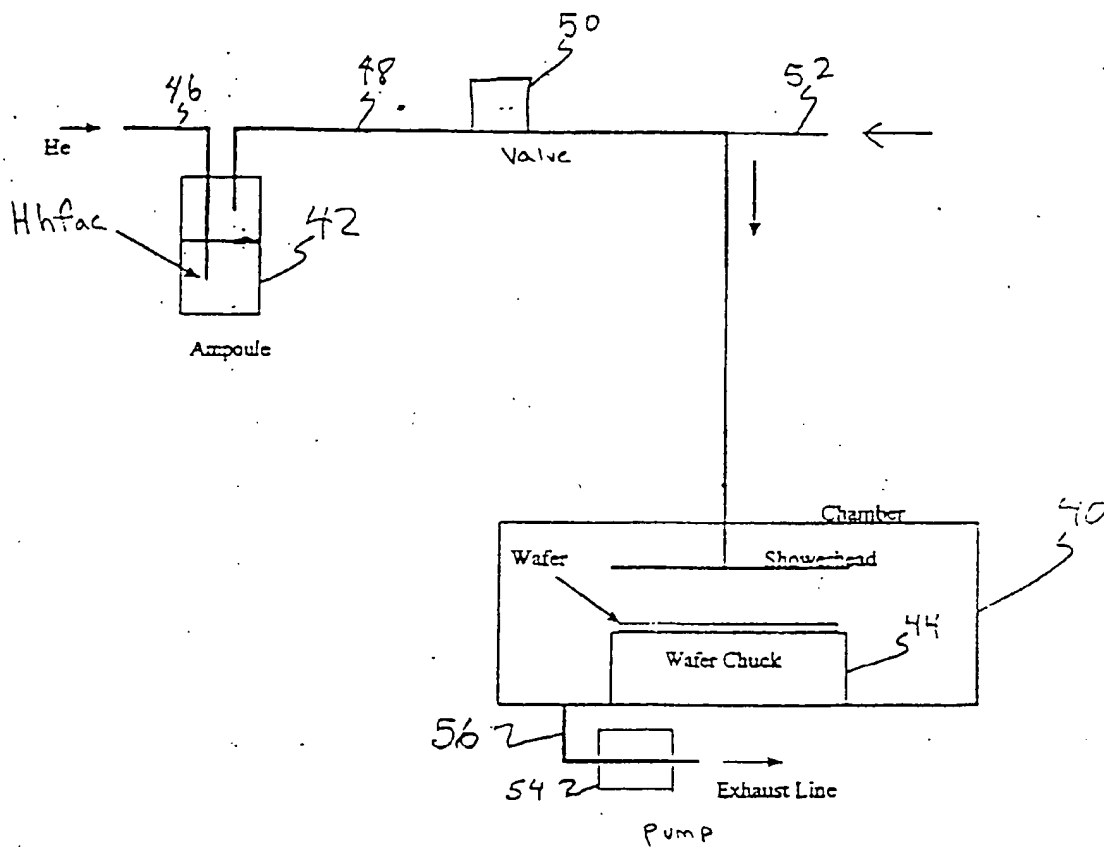 50
48
52
46
He
Valve
Hhfac
42
Ampoule
Chamber
40
Wafer
Showerhead
44
Wafer Chuck
56
54
Exhaust Line
Pump